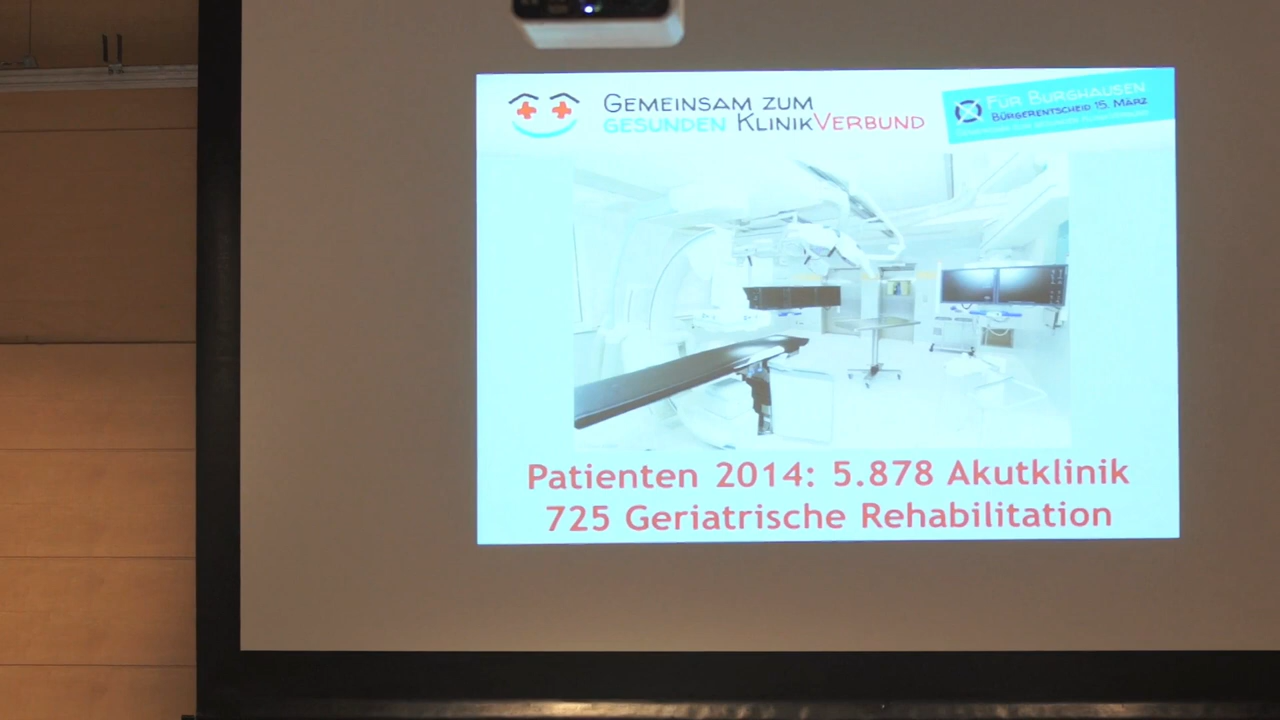 GEMEINSAM ZUM
GESUNDEN KLINIKVERBUND
FÜR BURGHAUSEN
BÜRGERENTSCHEID 15. MÄRZ
Patienten 2014: 5.878 Akutklinik
725 Geriatrische Rehabilitation